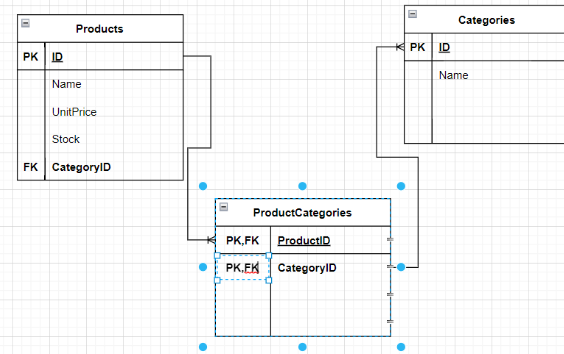 Products
PK ID
Name
UnitPrice
Stock
FK CategoryID
Categories
PK ID
Name
ProductCategories
PK,FK ProductID
PK,FK CategoryID